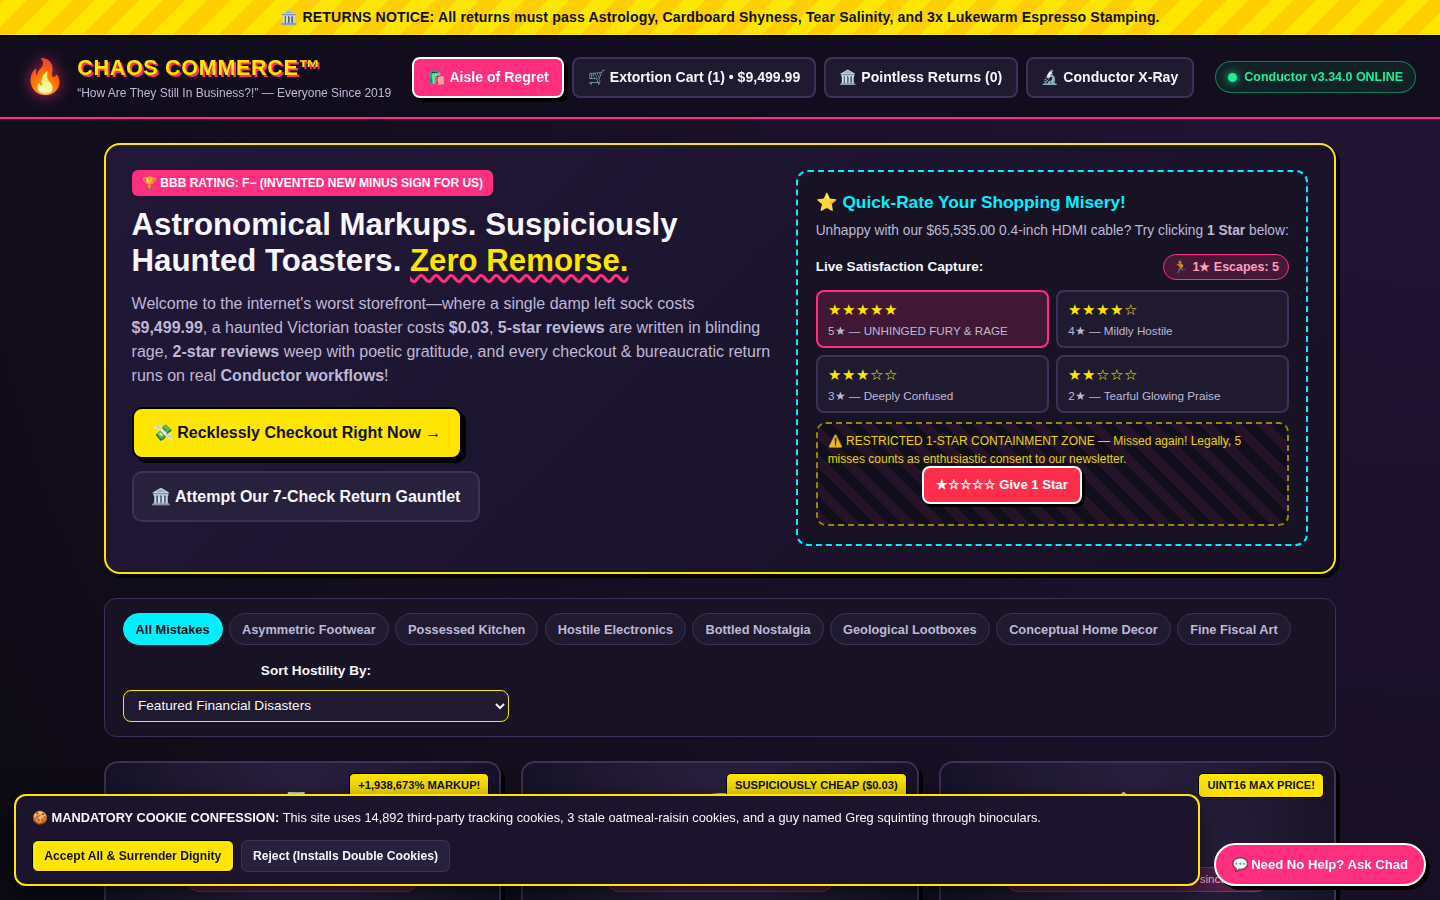 🏛️ RETURNS NOTICE: All returns must pass Astrology, Cardboard Shyness, Tear Salinity, and 3x Lukewarm Espresso Stamping.
🔥 CHAOS COMMERCE™
“How Are They Still In Business?!” — Everyone Since 2019
🛍️ Aisle of Regret
🛒 Extortion Cart (1) • $9,499.99
🏛️ Pointless Returns (0)
🔬 Conductor X-Ray
Conductor v3.34.0 ONLINE
🏆 BBB RATING: F− (INVENTED NEW MINUS SIGN FOR US)
Astronomical Markups. Suspiciously
Haunted Toasters. Zero Remorse.
Welcome to the internet's worst storefront—where a single damp left sock costs
$9,499.99, a haunted Victorian toaster costs $0.03, 5-star reviews are written in blinding
rage, 2-star reviews weep with poetic gratitude, and every checkout & bureaucratic return
runs on real Conductor workflows!
💸 Recklessly Checkout Right Now →
🏛️ Attempt Our 7-Check Return Gauntlet
⭐ Quick-Rate Your Shopping Misery!
Unhappy with our $65,535.00 0.4-inch HDMI cable? Try clicking 1 Star below:
Live Satisfaction Capture:
🏃 1★ Escapes: 5
★★★★★
5★ — UNHINGED FURY & RAGE
★★★★☆
4★ — Mildly Hostile
★★★☆☆
3★ — Deeply Confused
★★☆☆☆
2★ — Tearful Glowing Praise
⚠️ RESTRICTED 1-STAR CONTAINMENT ZONE — Missed again! Legally, 5
misses counts as enthusiastic consent to our newsletter.
★☆☆☆☆ Give 1 Star
All Mistakes
Asymmetric Footwear
Possessed Kitchen
Hostile Electronics
Bottled Nostalgia
Geological Lootboxes
Conceptual Home Decor
Fine Fiscal Art
Sort Hostility By:
Featured Financial Disasters
+1,938,673% MARKUP!
SUSPICIOUSLY CHEAP ($0.03)
UINT16 MAX PRICE!
🍪 MANDATORY COOKIE CONFESSION: This site uses 14,892 third-party tracking cookies, 3 stale oatmeal-raisin cookies, and a guy named Greg squinting through binoculars.
Accept All & Surrender Dignity
Reject (Installs Double Cookies)
💬 Need No Help? Ask Chad